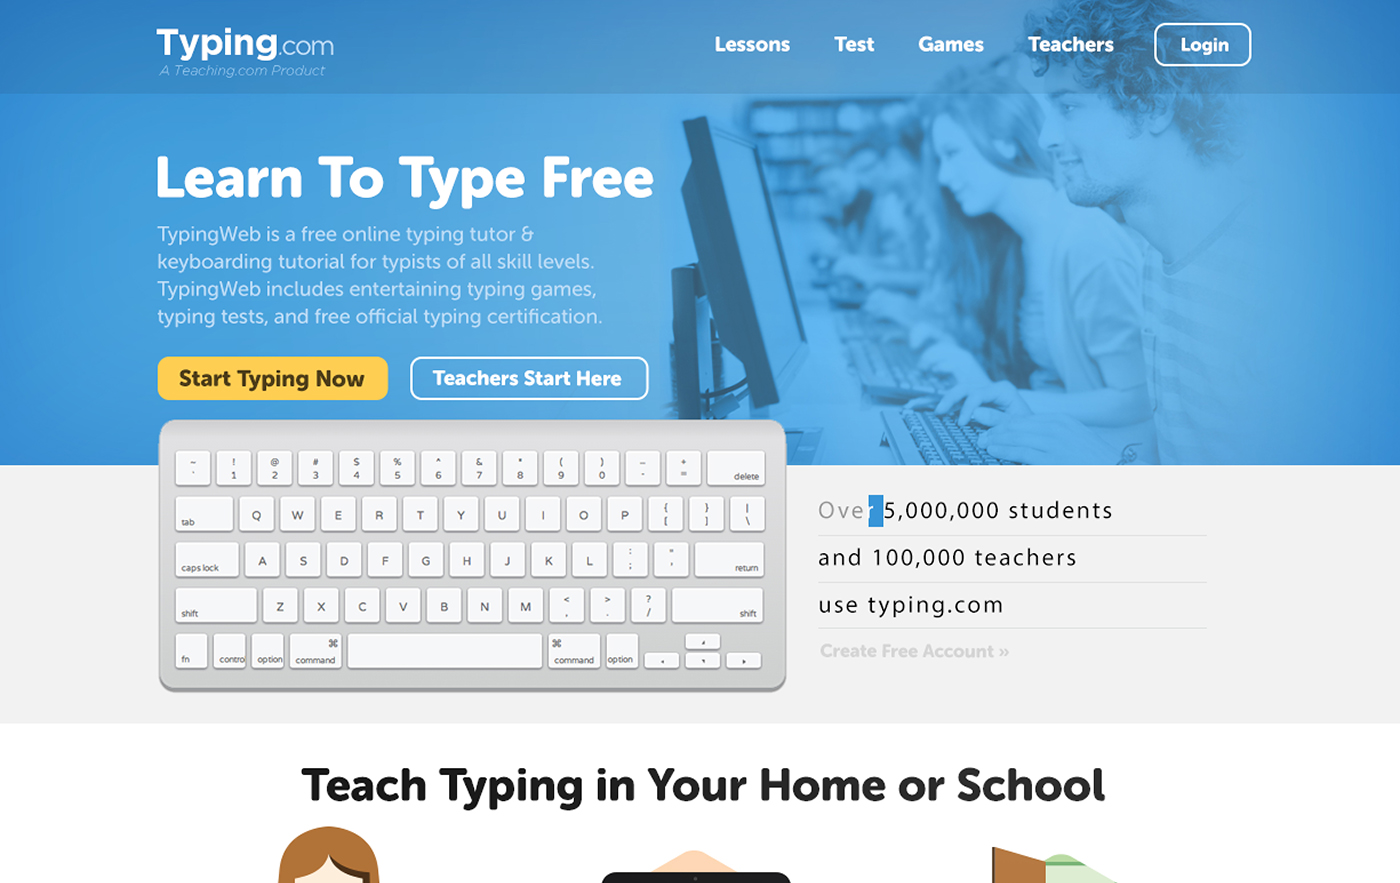 Typing.com
A Teaching.com Product
Lessons Test Games Teachers Login
Learn To Type Free
TypingWeb is a free online typing tutor &
keyboarding tutorial for typists of all skill levels.
TypingWeb includes entertaining typing games,
typing tests, and free official typing certification.
Start Typing Now Teachers Start Here
~ ! @ # $ % ^ & * ( ) – +
` 1 2 3 4 5 6 7 8 9 0 - = delete
tab Q W E R T Y U I O P { [ } ] | \
caps lock A S D F G H J K L : ; " ' return
shift Z X C V B N M < , > . ? / shift
fn contro option ⌘ command ⌘ command option
Over 5,000,000 students
and 100,000 teachers
use typing.com
Create Free Account »
Teach Typing in Your Home or School